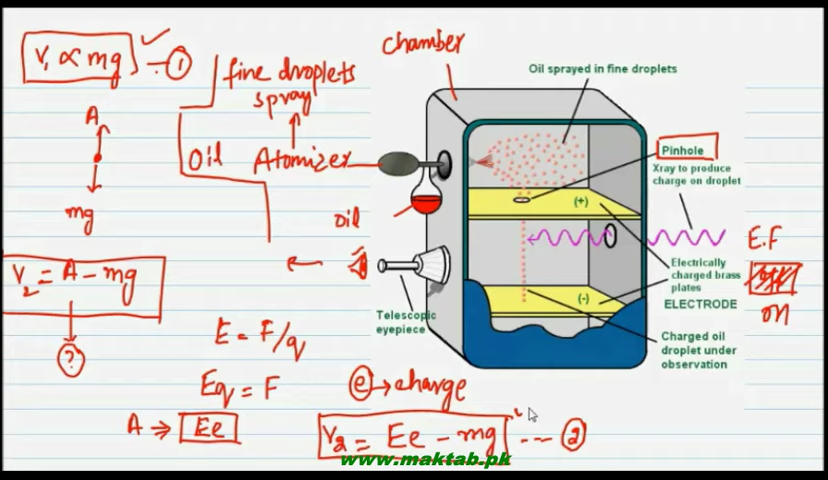 V₁ ∝ mg --①
fine droplets
spray
Oil Atomizer
A
mg
V₂ = A - mg
?
E = F/q
Eq = F
A ⇒ Ee
e → charge
V₂ = Ee - mg --- ②
chamber
oil
Oil sprayed in fine droplets
Pinhole
Xray to produce
charge on droplet
(+)
E.F
on
Electrically
charged brass
plates
ELECTRODE
(-)
Telescopic
eyepiece
Charged oil
droplet under
observation
www.maktab.pk